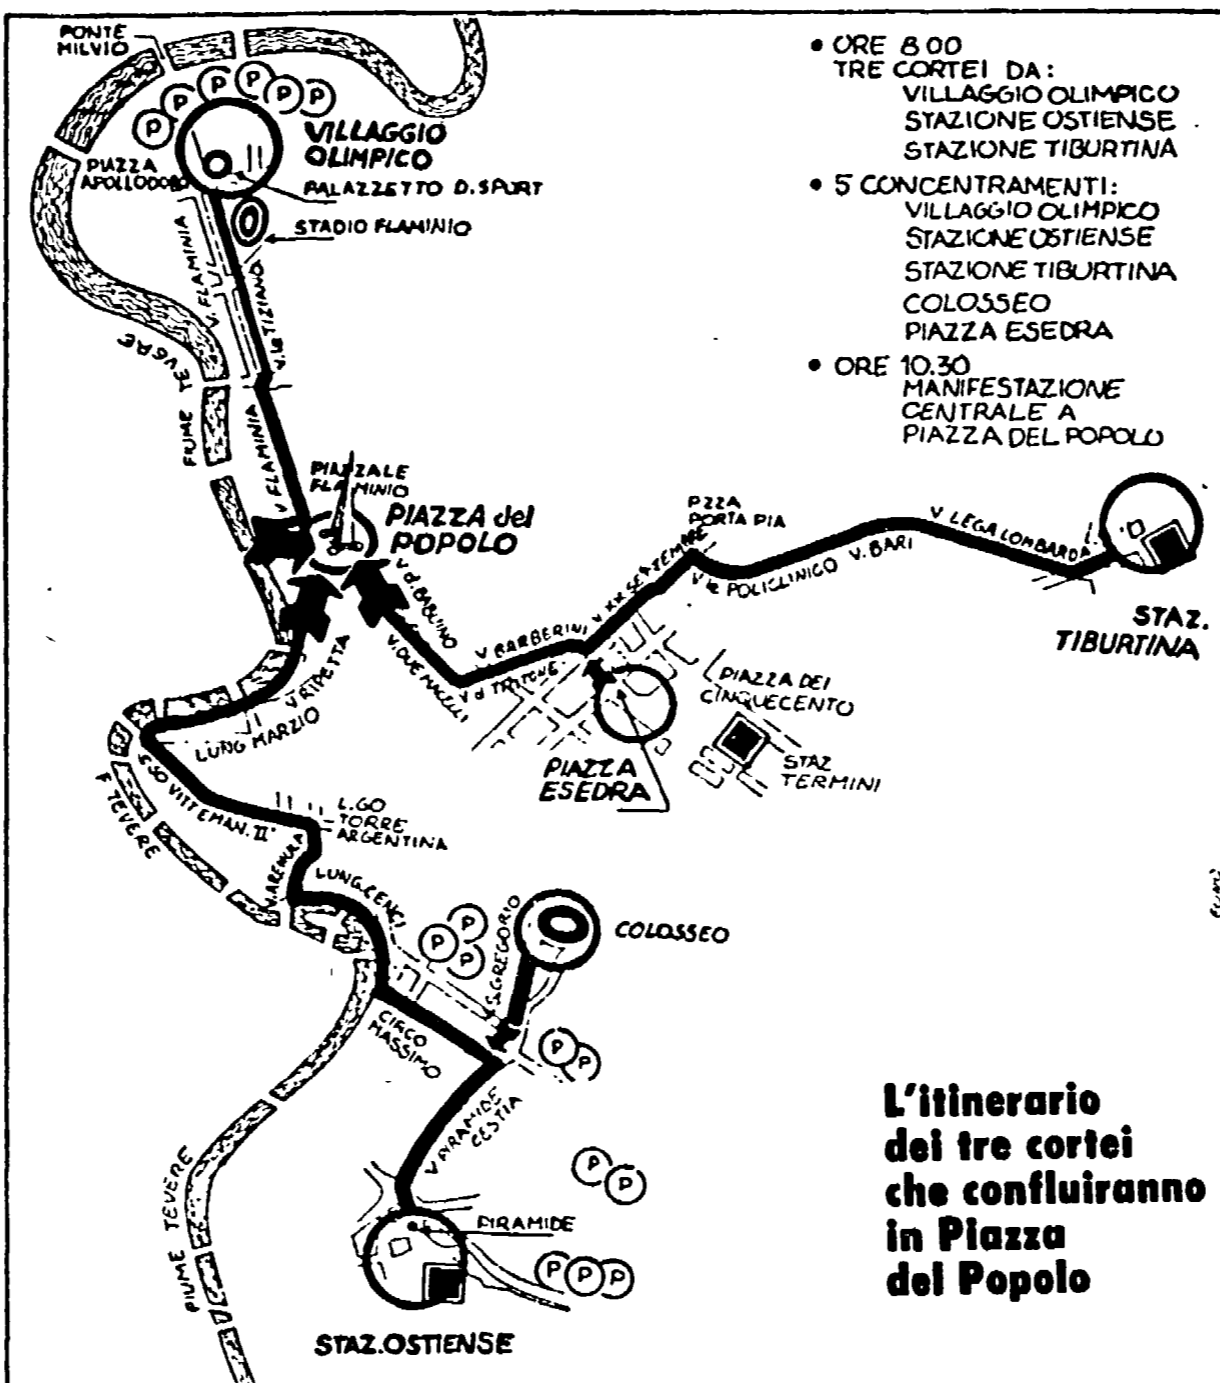 PONTE
MILVIO
VILLAGGIO
OLIMPICO
PIAZZA
APOLLODORO
PALAZZETTO D. SPORT
STADIO FLAMINIO
V. FLAMINIA
V.LE TIZIANO
FIUME TEVERE
V. FLAMINIA
PIAZZALE
FLAMINIO
PIAZZA del
POPOLO
• ORE 8.00
TRE CORTEI DA:
VILLAGGIO OLIMPICO
STAZIONE OSTIENSE
STAZIONE TIBURTINA
• 5 CONCENTRAMENTI:
VILLAGGIO OLIMPICO
STAZIONE OSTIENSE
STAZIONE TIBURTINA
COLOSSEO
PIAZZA ESEDRA
• ORE 10.30
MANIFESTAZIONE
CENTRALE A
PIAZZA DEL POPOLO
P.ZZA
PORTA PIA
V LEGA LOMBARDA
V. BARI
V.le POLICLINICO
V XX SETTEMBRE
STAZ.
TIBURTINA
V d. BABUINO
V. DUE MACELLI
V BARBERINI
V d TRITONE
PIAZZA DEI
CINQUECENTO
STAZ
TERMINI
PIAZZA
ESEDRA
V RIPETTA
LUNG MARZIO
C.SO VITT EMAN. II°
F. TEVERE
L.GO
TORRE
ARGENTINA
V. ARENULA
LUNG. CENCI
S. GREGORIO
COLOSSEO
CIRCO
MASSIMO
V PIRAMIDE
CESTIA
FIUME TEVERE
PIRAMIDE
STAZ. OSTIENSE
P P P P P P
P P P
P P
P P
P P P
L'itinerario
dei tre cortei
che confluiranno
in Piazza
del Popolo